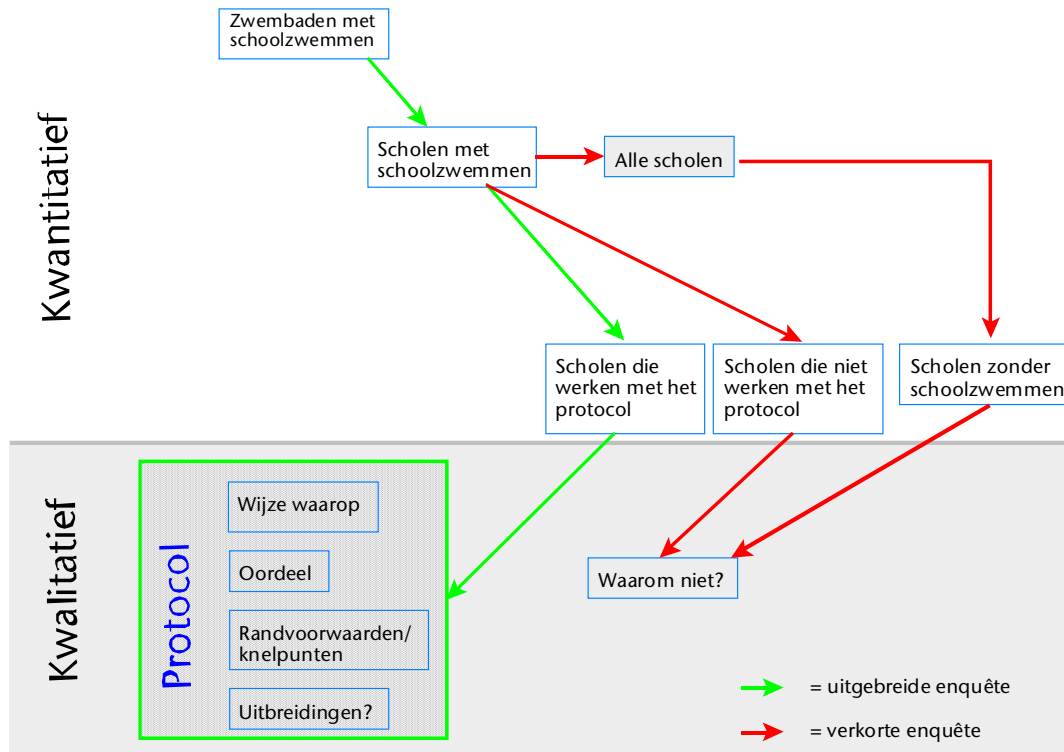 Zwembaden met
schoolzwemmen
Kwantitatief
Scholen met
schoolzwemmen
Alle scholen
Scholen die
werken met het
protocol
Scholen die niet
werken met het
protocol
Scholen zonder
schoolzwemmen
Kwalitatief
Protocol
Wijze waarop
Oordeel
Randvoorwaarden/
knelpunten
Uitbreidingen?
Waarom niet?
= uitgebreide enquête
= verkorte enquête